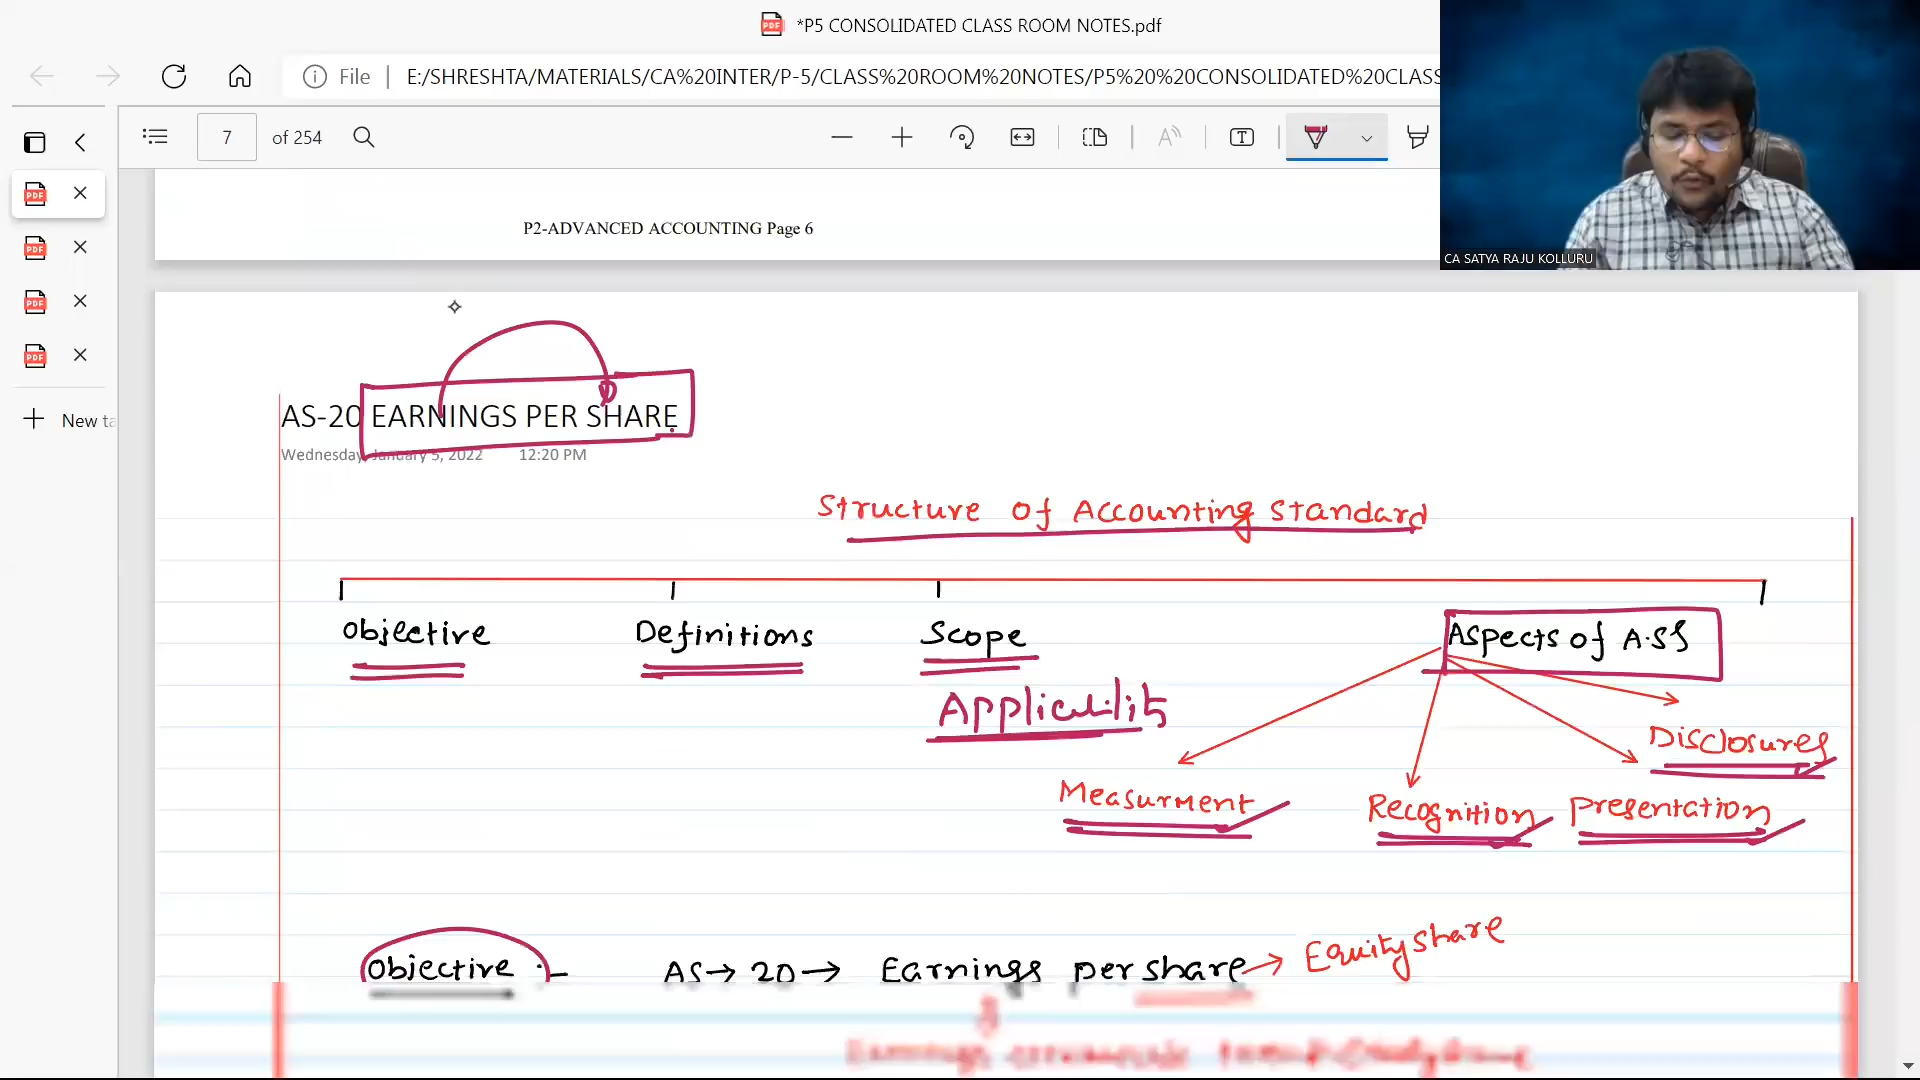 *P5 CONSOLIDATED CLASS ROOM NOTES.pdf
File E:/SHRESHTA/MATERIALS/CA%20INTER/P-5/CLASS%20ROOM%20NOTES/P5%20%20CONSOLIDATED%20CLASS
7 of 254
New ta
CA SATYA RAJU KOLLURU
P2-ADVANCED ACCOUNTING Page 6
AS-20 EARNINGS PER SHARE
Wednesday, January 5, 2022 12:20 PM
Structure of Accounting Standard
Objective Definitions Scope Aspects of A.SS
Disclosures
Measurment Recognition Presentation
Objective :- AS→ 20→ Earnings per share→ Equity share